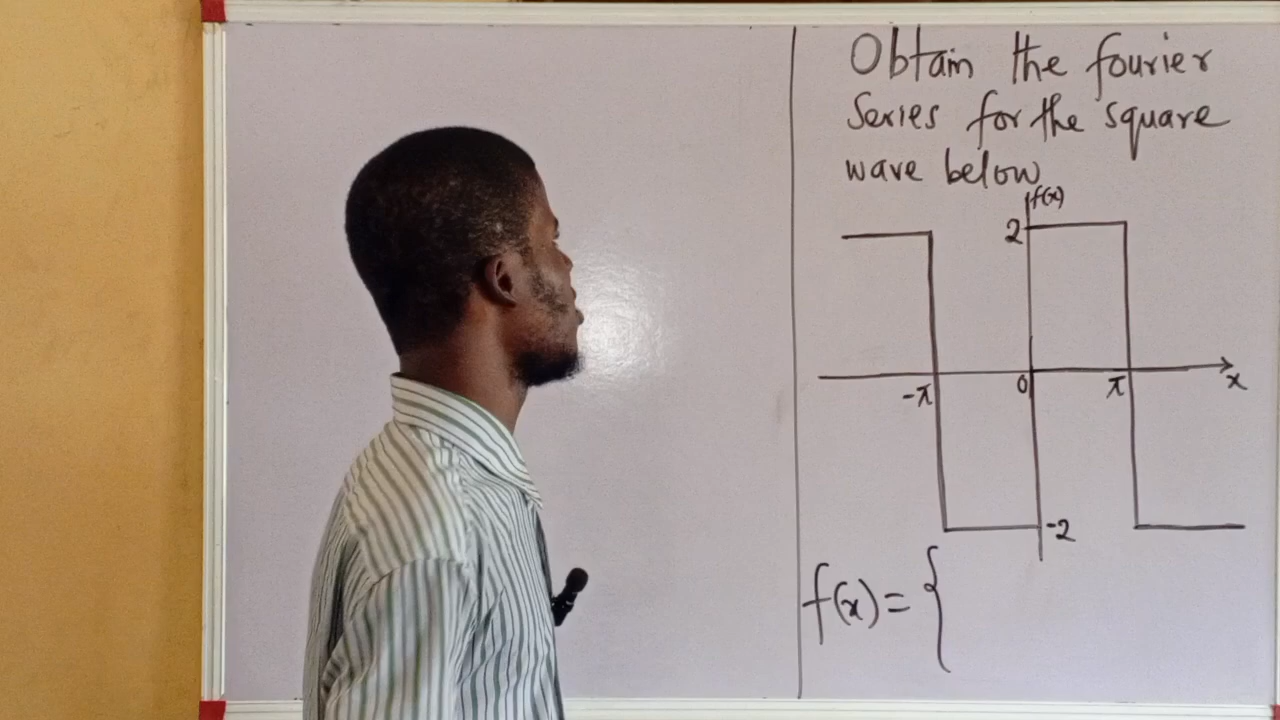 Obtain the fourier
Series for the square
wave below
f(x)
2
-π
0
π
x
-2
f(x) = {